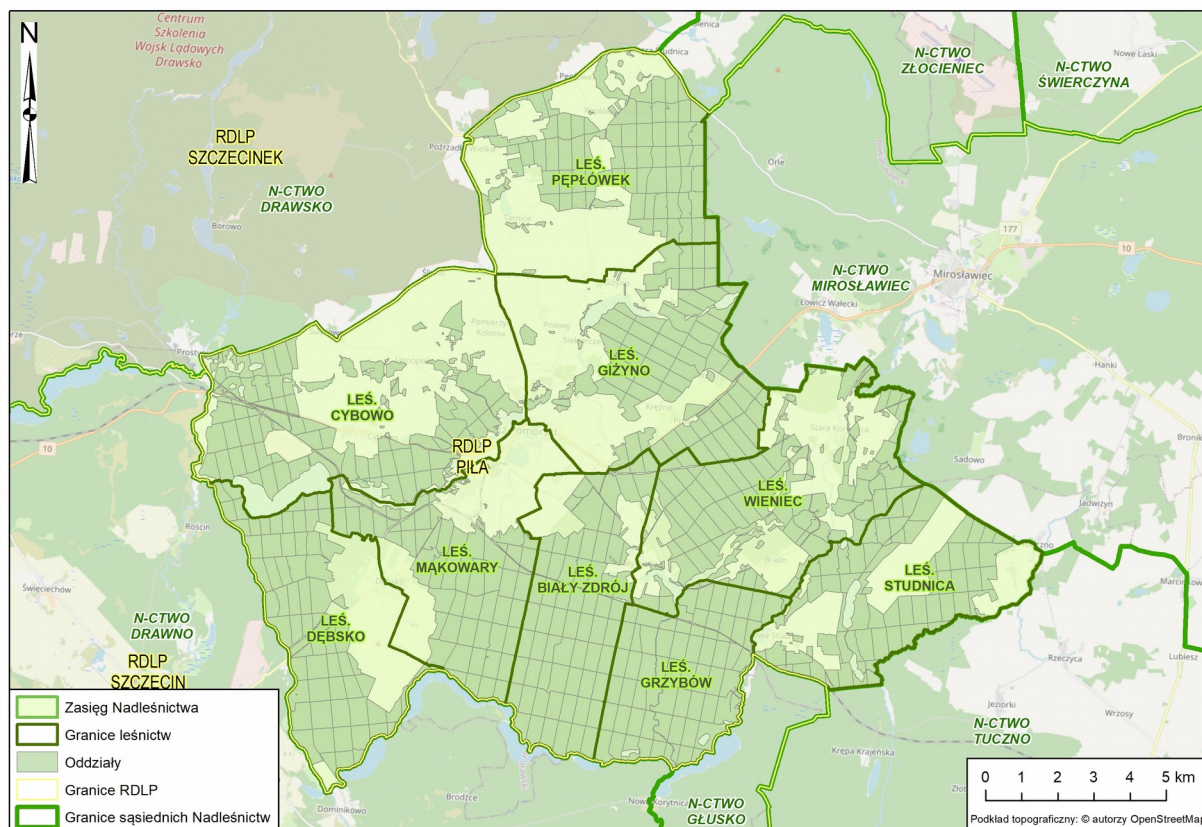 N
Centrum
Szkolenia
Wojsk Lądowych
Drawsko
RDLP
SZCZECINEK
N-CTWO
DRAWSKO
Borowo
N-CTWO
ZŁOCIENIEC
Nowe Laski
N-CTWO
ŚWIERCZYNA
Orle
177
10
Mirosławiec
N-CTWO
MIROSŁAWIEC
Łowicz Wałecki
Hanki
LEŚ.
PĘPŁÓWEK
LEŚ.
GIŻYNO
LEŚ.
CYBOWO
RDLP
PIŁA
10
Rościn
Sadowo
Jadwiżyn
LEŚ.
WIENIEC
LEŚ.
MĄKOWARY
LEŚ.
BIAŁY ZDRÓJ
LEŚ.
STUDNICA
Bralin
Święciechów
N-CTWO
DRAWNO
LEŚ.
DĘBSKO
RDLP
SZCZECIN
LEŚ.
GRZYBÓW
Rzeczyca
Lubiesz
Jeziorki
Wrzosy
N-CTWO
TUCZNO
Krępa Krajeńska
Dominikowo
Brodźce
Nowa Korytnica
N-CTWO
GŁUSKO
Zasięg Nadleśnictwa
Granice leśnictw
Oddziały
Granice RDLP
Granice sąsiednich Nadleśnictw
0 1 2 3 4 5 km
Podkład topograficzny: © autorzy OpenStreetMap